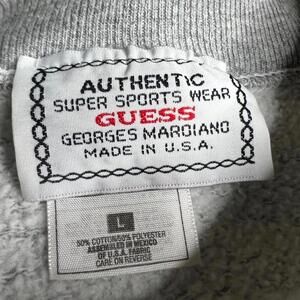 AUTHENTIC
SUPER SPORTS WEAR
GUESS
GEORGES MARCIANO
MADE IN U.S.A.
L
50% COTTON/50% POLYESTER
ASSEMBLED IN MEXICO
OF U.S.A. FABRIC
CARE ON REVERSE